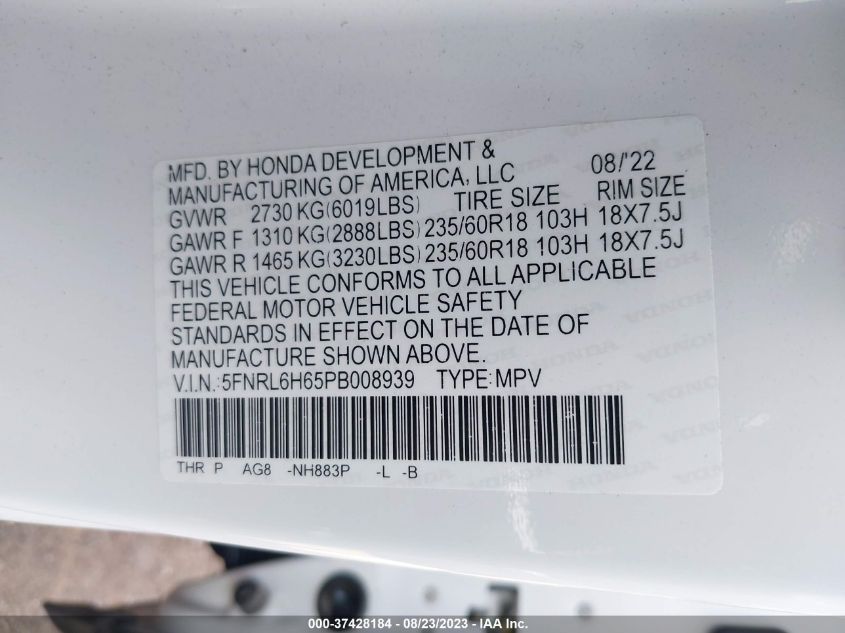 MFD. BY HONDA DEVELOPMENT &
MANUFACTURING OF AMERICA, LLC 08/'22
GVWR 2730 KG(6019LBS) TIRE SIZE RIM SIZE
GAWR F 1310 KG(2888LBS) 235/60R18 103H 18X7.5J
GAWR R 1465 KG(3230LBS) 235/60R18 103H 18X7.5J
THIS VEHICLE CONFORMS TO ALL APPLICABLE
FEDERAL MOTOR VEHICLE SAFETY
STANDARDS IN EFFECT ON THE DATE OF
MANUFACTURE SHOWN ABOVE.
V.I.N.:5FNRL6H65PB008939 TYPE:MPV
THR P AG8 -NH883P -L -B
000-37428184 - 08/23/2023 - IAA Inc.